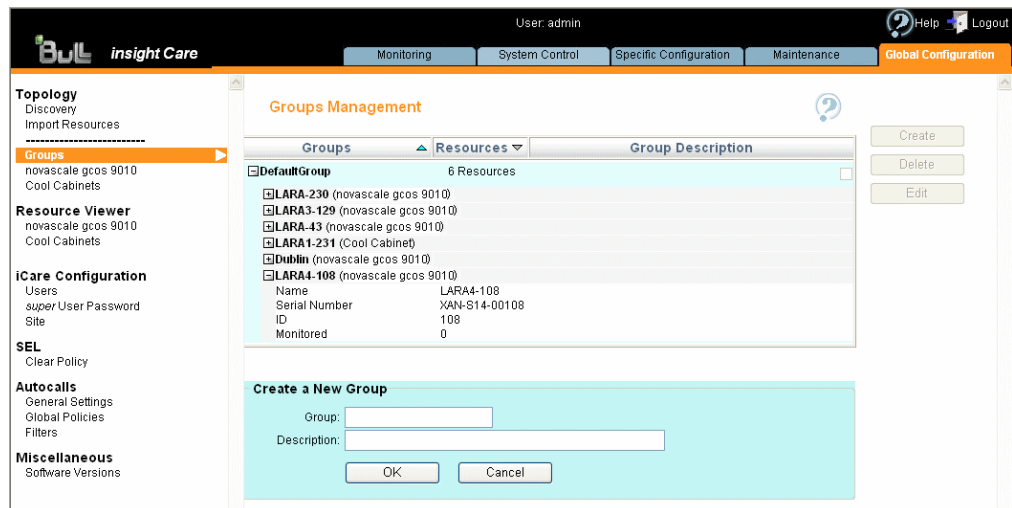 User: admin
Help
Logout
Bull
insight Care
Monitoring
System Control
Specific Configuration
Maintenance
Global Configuration
Topology
Discovery
Import Resources
-------------------------
Groups
novascale gcos 9010
Cool Cabinets
Resource Viewer
novascale gcos 9010
Cool Cabinets
iCare Configuration
Users
super User Password
Site
SEL
Clear Policy
Autocalls
General Settings
Global Policies
Filters
Miscellaneous
Software Versions
Groups Management
Groups Resources Group Description
DefaultGroup 6 Resources
LARA-230 (novascale gcos 9010)
LARA3-129 (novascale gcos 9010)
LARA-43 (novascale gcos 9010)
LARA1-231 (Cool Cabinet)
Dublin (novascale gcos 9010)
LARA4-108 (novascale gcos 9010)
Name LARA4-108
Serial Number XAN-S14-00108
ID 108
Monitored 0
Create a New Group
Group:
Description:
OK Cancel
Create
Delete
Edit